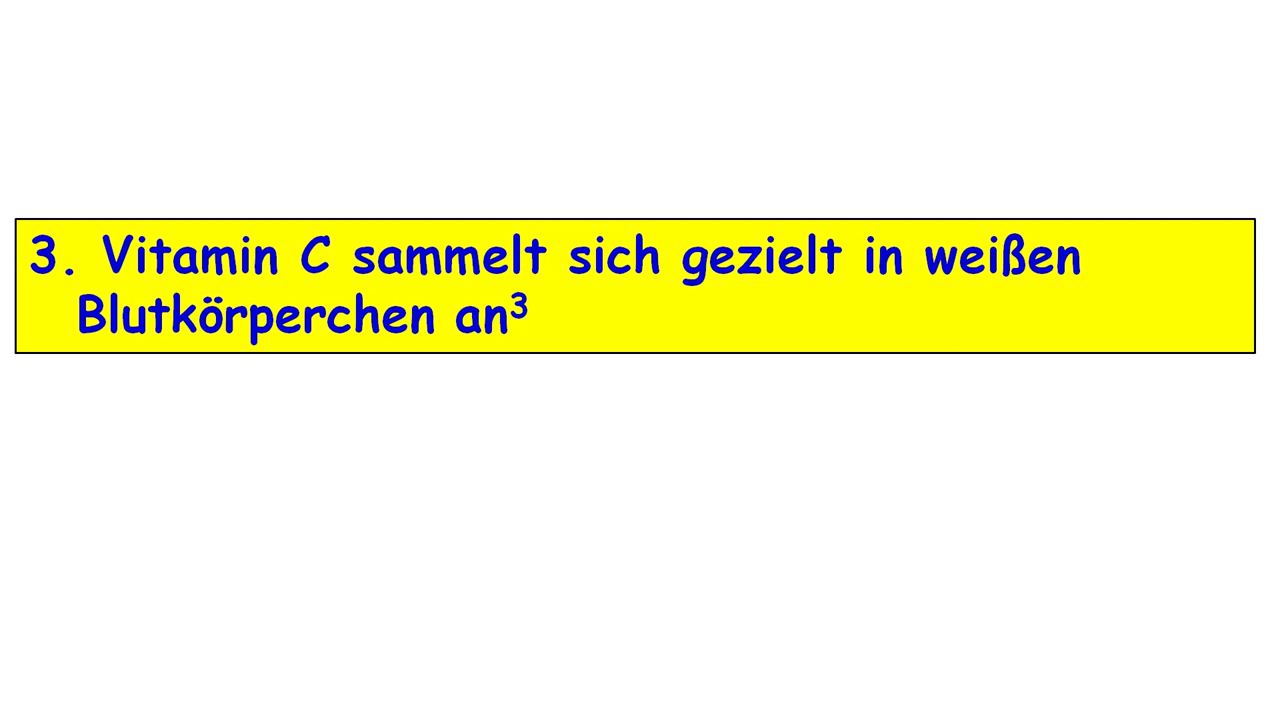 3. Vitamin C sammelt sich gezielt in weißen
Blutkörperchen an³